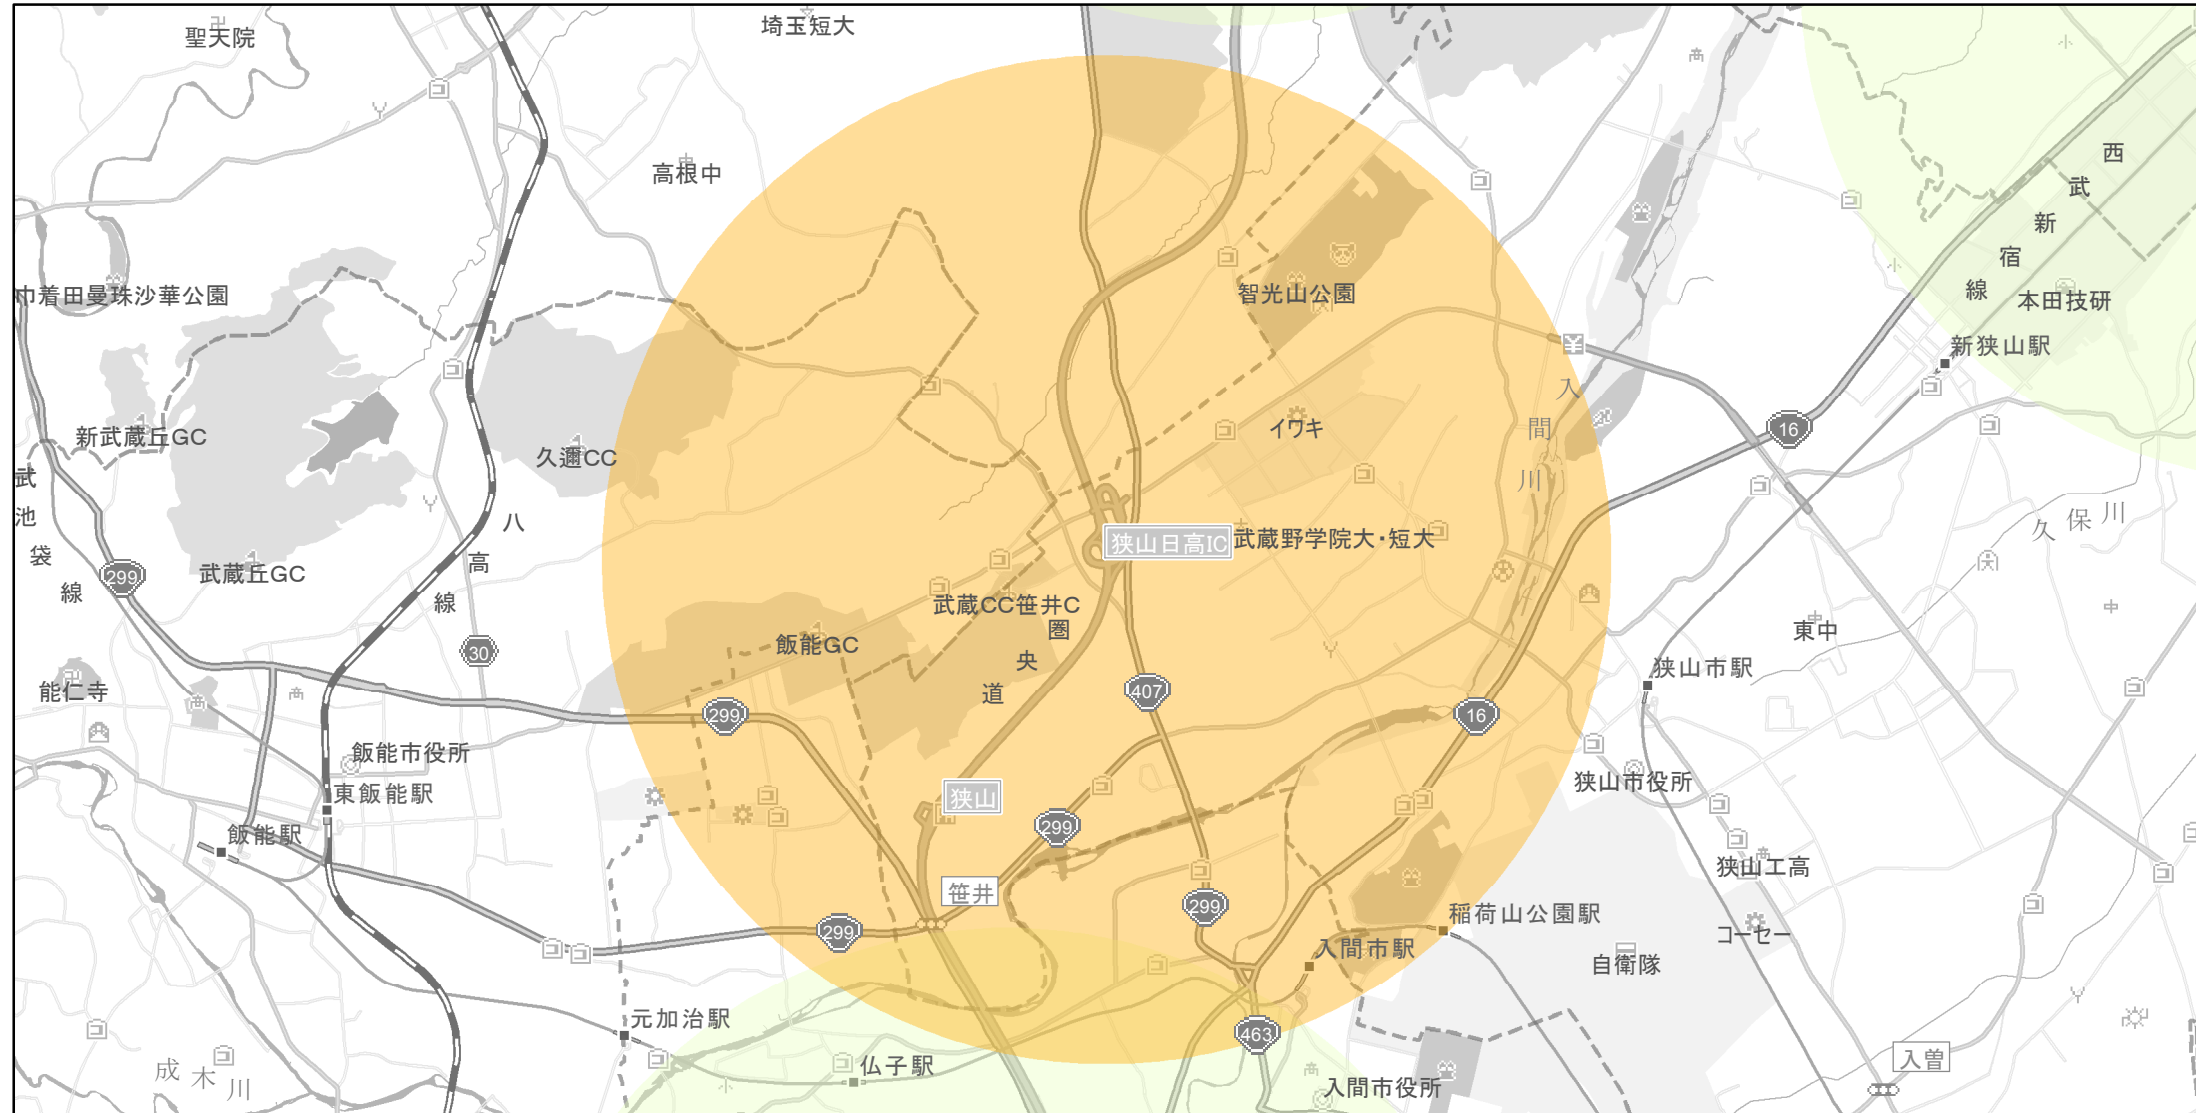 聖天院
埼玉短大
高根中
西武新宿線
巾着田曼珠沙華公園
智光山公園
本田技研
新狭山駅
入間川
16
新武蔵丘GC
久邇CC
イワキ
武蔵池袋線
八高線
狭山日高IC
武蔵野学院大・短大
久保川
299
武蔵丘GC
武蔵CC笹井C
圏央道
飯能GC
東中
30
狭山市駅
能仁寺
407
299
16
飯能市役所
狭山市役所
東飯能駅
狭山
飯能駅
299
狭山工高
笹井
299
299
稲荷山公園駅
コーセー
入間市駅
自衛隊
元加治駅
463
仏子駅
入曽
成木川
入間市役所